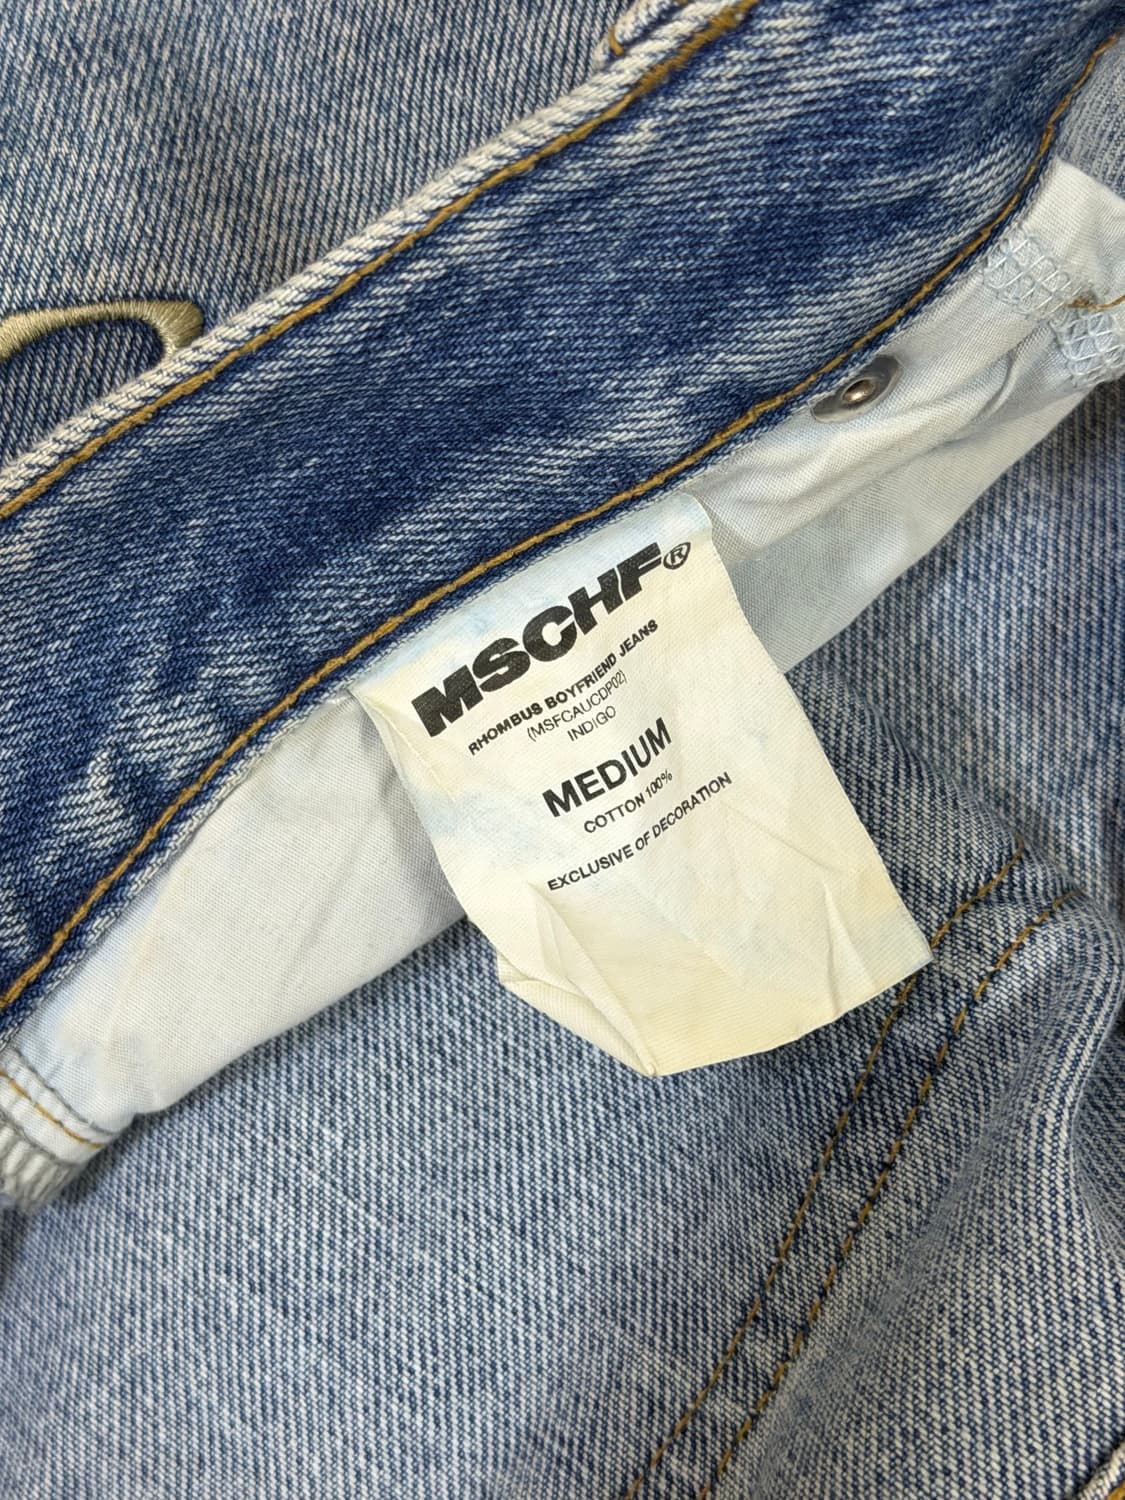 MSCHF®
RHOMBUS BOYFRIEND JEANS
(MSFCAUCDP02)
INDIGO
MEDIUM
COTTON 100%
EXCLUSIVE OF DECORATION